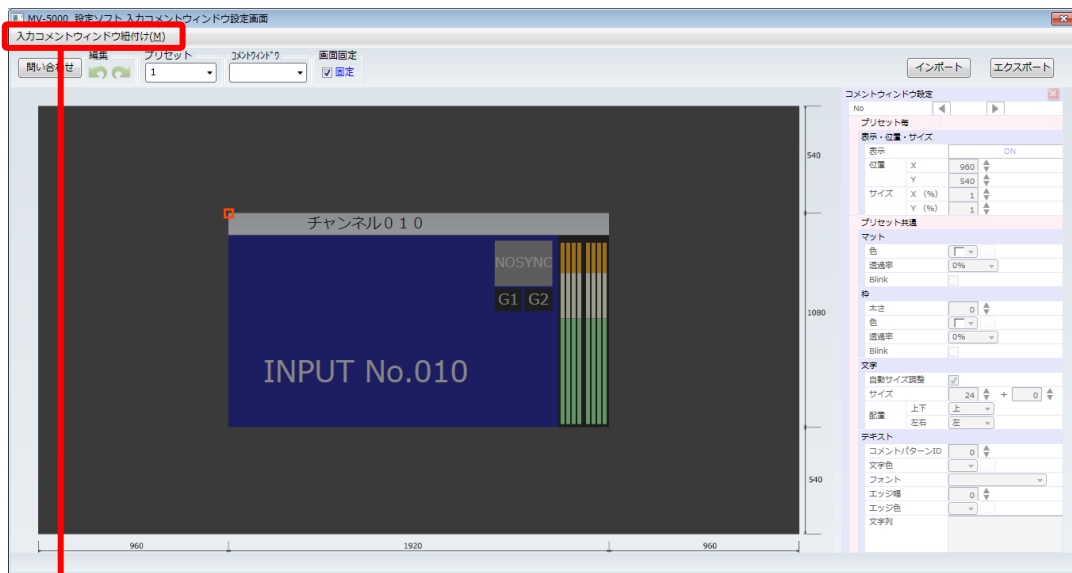 MV-5000 設定ソフト 入力コメントウィンドウ設定画面
入力コメントウィンドウ紐付け(M)
問い合わせ
編集
プリセット
1
ｺﾒﾝﾄｳｨﾝﾄﾞｳ
画面固定
固定
インポート
エクスポート
チャンネル010
NOSYNC
G1 G2
INPUT No.010
540
1080
540
960 1920 960
コメントウィンドウ設定
No
プリセット毎
表示・位置・サイズ
表示 ON
位置 X 960
Y 540
サイズ X (%) 1
Y (%) 1
プリセット共通
マット
色
透過率 0%
Blink
枠
太さ 0
色
透過率 0%
Blink
文字
自動サイズ調整
サイズ 24 + 0
配置 上下 上
左右 左
テキスト
コメントパターンID 0
文字色
フォント
エッジ幅 0
エッジ色
文字列